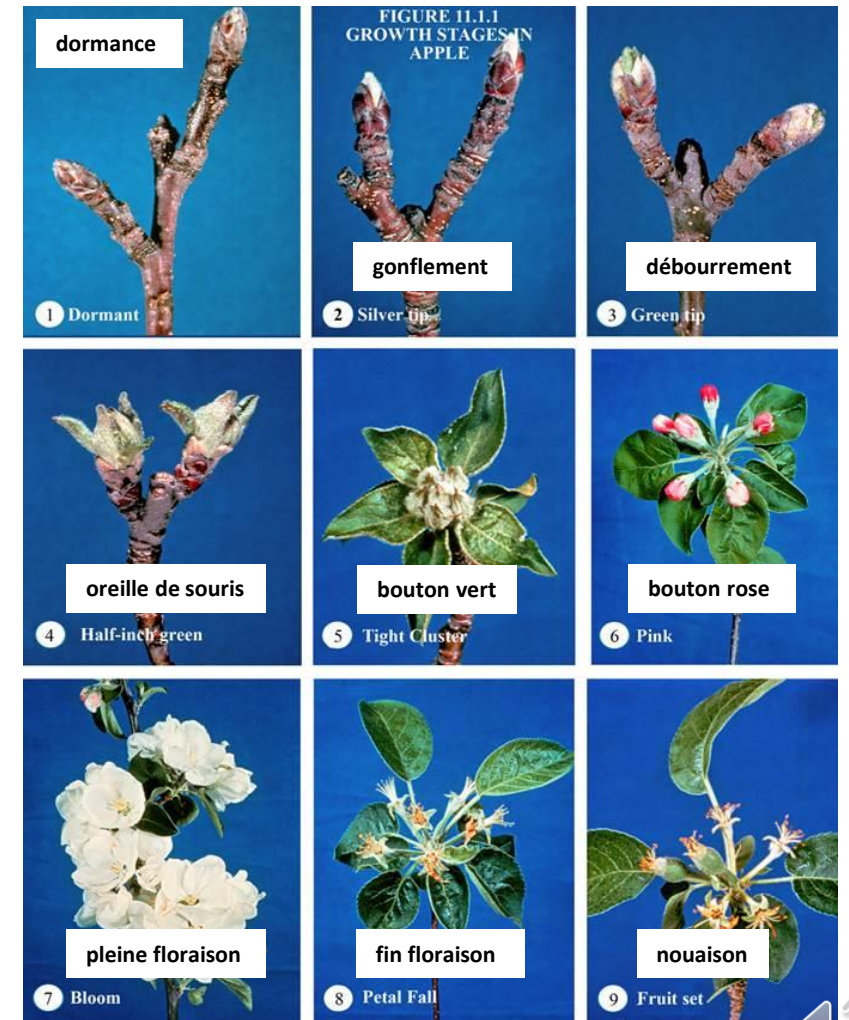 dormance
FIGURE 11.1.1
GROWTH STAGES IN
APPLE
gonflement
débourrement
1 Dormant
2 Silver tip
3 Green tip
oreille de souris
bouton vert
bouton rose
4 Half-inch green
5 Tight Cluster
6 Pink
pleine floraison
fin floraison
nouaison
7 Bloom
8 Petal Fall
9 Fruit set